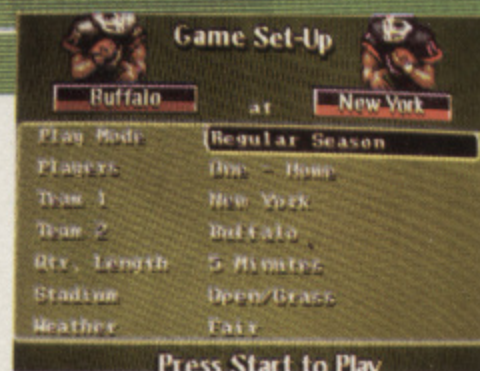 Game Set-Up
Buffalo at New York
Play Mode Regular Season
Players One - Home
Team 1 New York
Team 2 Buffalo
Qtr. Length 5 Minutes
Stadium Open/Grass
Weather Fair
Press Start to Play